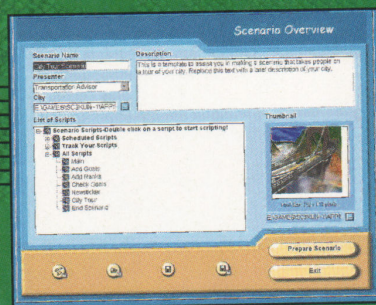 Scenario Overview
Scenario Name
City Tour Scenario
Description
This is a template to assist you in making a scenario that takes people on
a tour of your city. Replace this text with a brief description of your city.
Presenter
Transportation Advisor
City
List of Scripts
Scenario Scripts-Double click on a script to start scripting!
Scheduled Scripts
Track Your Scripts
All Scripts
Main
Add Goals
Check Goals
Newsticker
City Tour
End Scenario
Thumbnail
Prepare Scenario
Exit